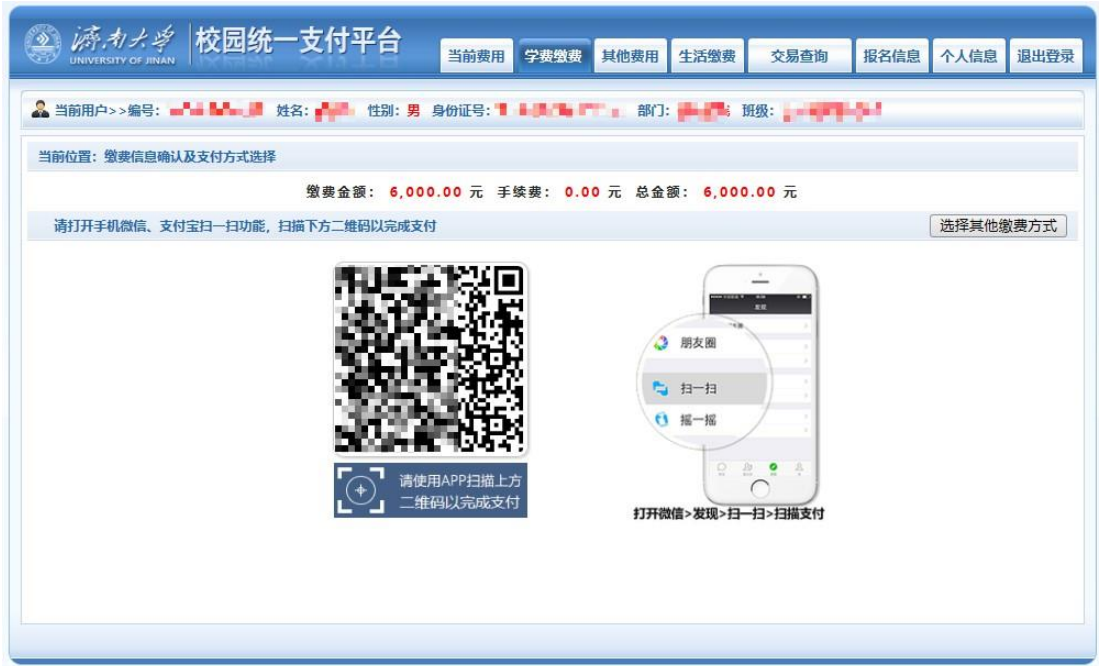 濟南大学 校园统一支付平台
UNIVERSITY OF JINAN
当前费用 学费缴费 其他费用 生活缴费 交易查询 报名信息 个人信息 退出登录
当前用户>>编号: 姓名: 性别: 男 身份证号: 部门: 班级:
当前位置: 缴费信息确认及支付方式选择
缴费金额: 6,000.00 元 手续费: 0.00 元 总金额: 6,000.00 元
请打开手机微信、支付宝扫一扫功能, 扫描下方二维码以完成支付 选择其他缴费方式
发现
朋友圈
扫一扫
摇一摇
请使用APP扫描上方
二维码以完成支付
打开微信>发现>扫一扫>扫描支付